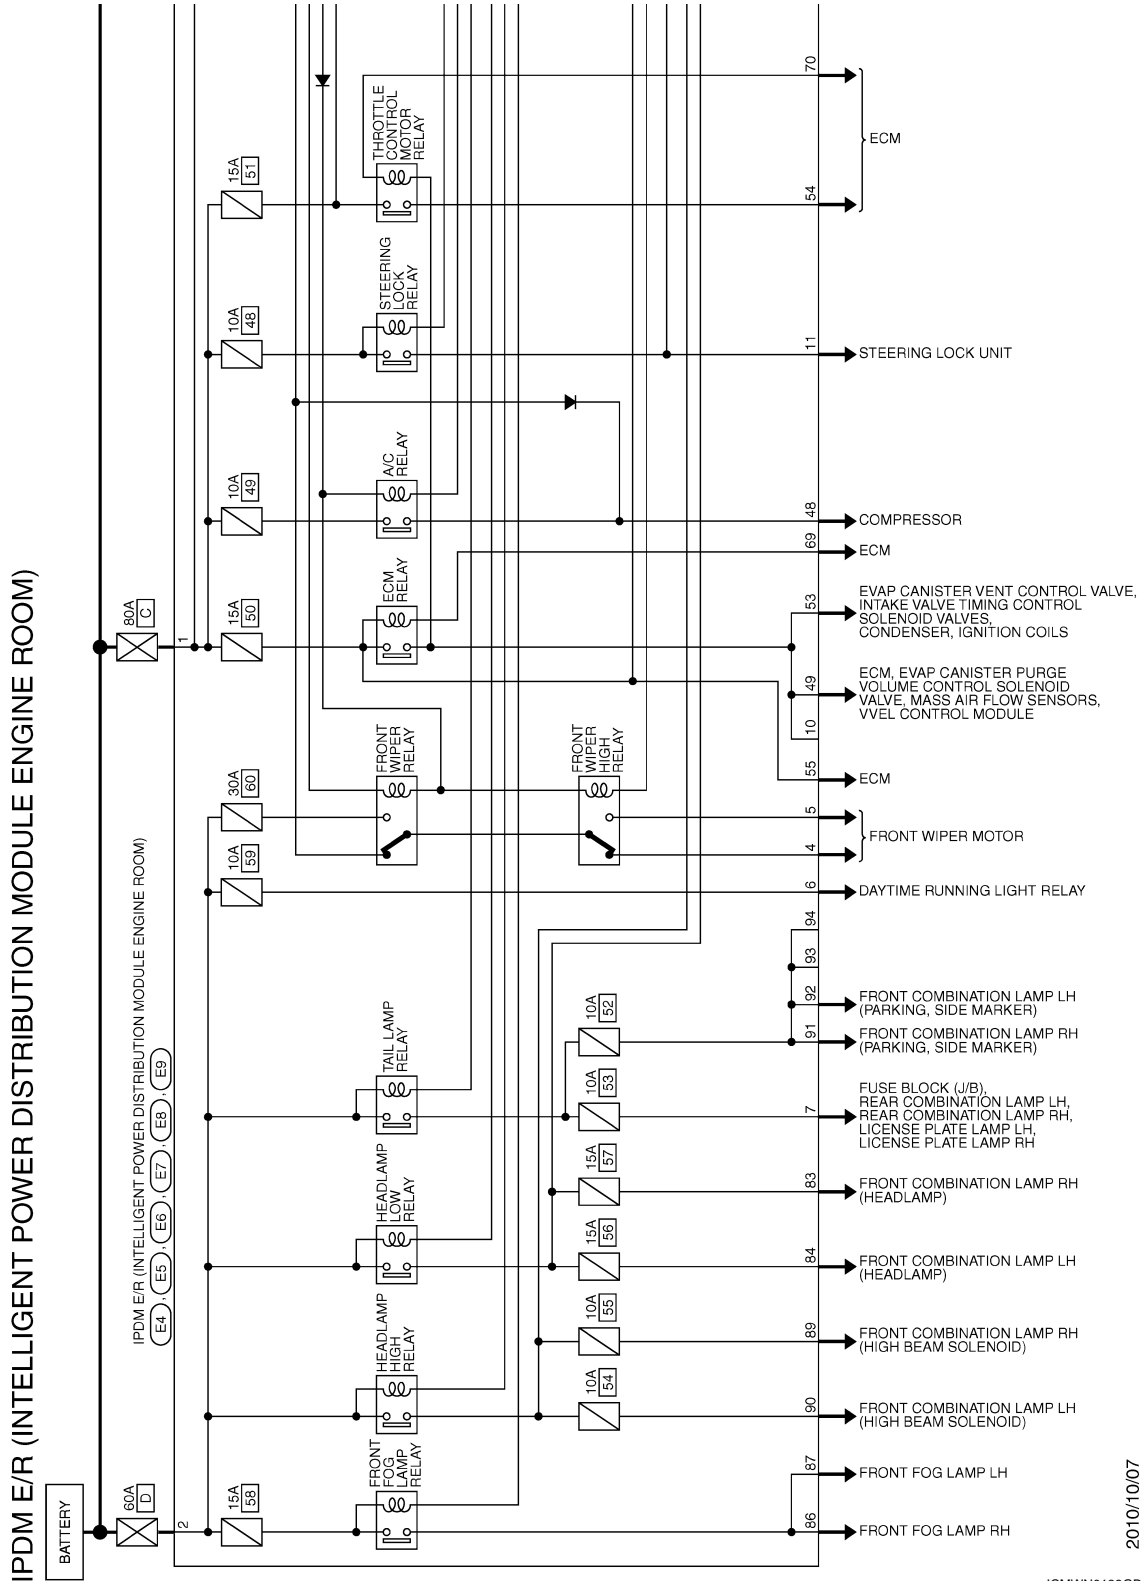 IPDM E/R (INTELLIGENT POWER DISTRIBUTION MODULE ENGINE ROOM)
BATTERY
60A
D
80A
C
2
1
IPDM E/R (INTELLIGENT POWER DISTRIBUTION MODULE ENGINE ROOM)
E4 , E5 , E6 , E7 , E8 , E9
15A
51
THROTTLE
CONTROL
MOTOR
RELAY
70
54
ECM
10A
48
STEERING
LOCK
RELAY
11
STEERING LOCK UNIT
10A
49
A/C
RELAY
48
COMPRESSOR
69
ECM
15A
50
ECM
RELAY
53
EVAP CANISTER VENT CONTROL VALVE,
INTAKE VALVE TIMING CONTROL
SOLENOID VALVES,
CONDENSER, IGNITION COILS
49
ECM, EVAP CANISTER PURGE
VOLUME CONTROL SOLENOID
VALVE, MASS AIR FLOW SENSORS,
VVEL CONTROL MODULE
10
55
ECM
30A
60
FRONT
WIPER
RELAY
FRONT
WIPER
HIGH
RELAY
5
4
FRONT WIPER MOTOR
10A
59
6
DAYTIME RUNNING LIGHT RELAY
94
93
92
FRONT COMBINATION LAMP LH
(PARKING, SIDE MARKER)
91
FRONT COMBINATION LAMP RH
(PARKING, SIDE MARKER)
TAIL LAMP
RELAY
10A
52
10A
53
7
FUSE BLOCK (J/B),
REAR COMBINATION LAMP LH,
REAR COMBINATION LAMP RH,
LICENSE PLATE LAMP LH,
LICENSE PLATE LAMP RH
HEADLAMP
LOW
RELAY
15A
57
83
FRONT COMBINATION LAMP RH
(HEADLAMP)
15A
56
84
FRONT COMBINATION LAMP LH
(HEADLAMP)
HEADLAMP
HIGH
RELAY
10A
55
89
FRONT COMBINATION LAMP RH
(HIGH BEAM SOLENOID)
10A
54
90
FRONT COMBINATION LAMP LH
(HIGH BEAM SOLENOID)
15A
58
FRONT
FOG
LAMP
RELAY
87
FRONT FOG LAMP LH
86
FRONT FOG LAMP RH
2010/10/07